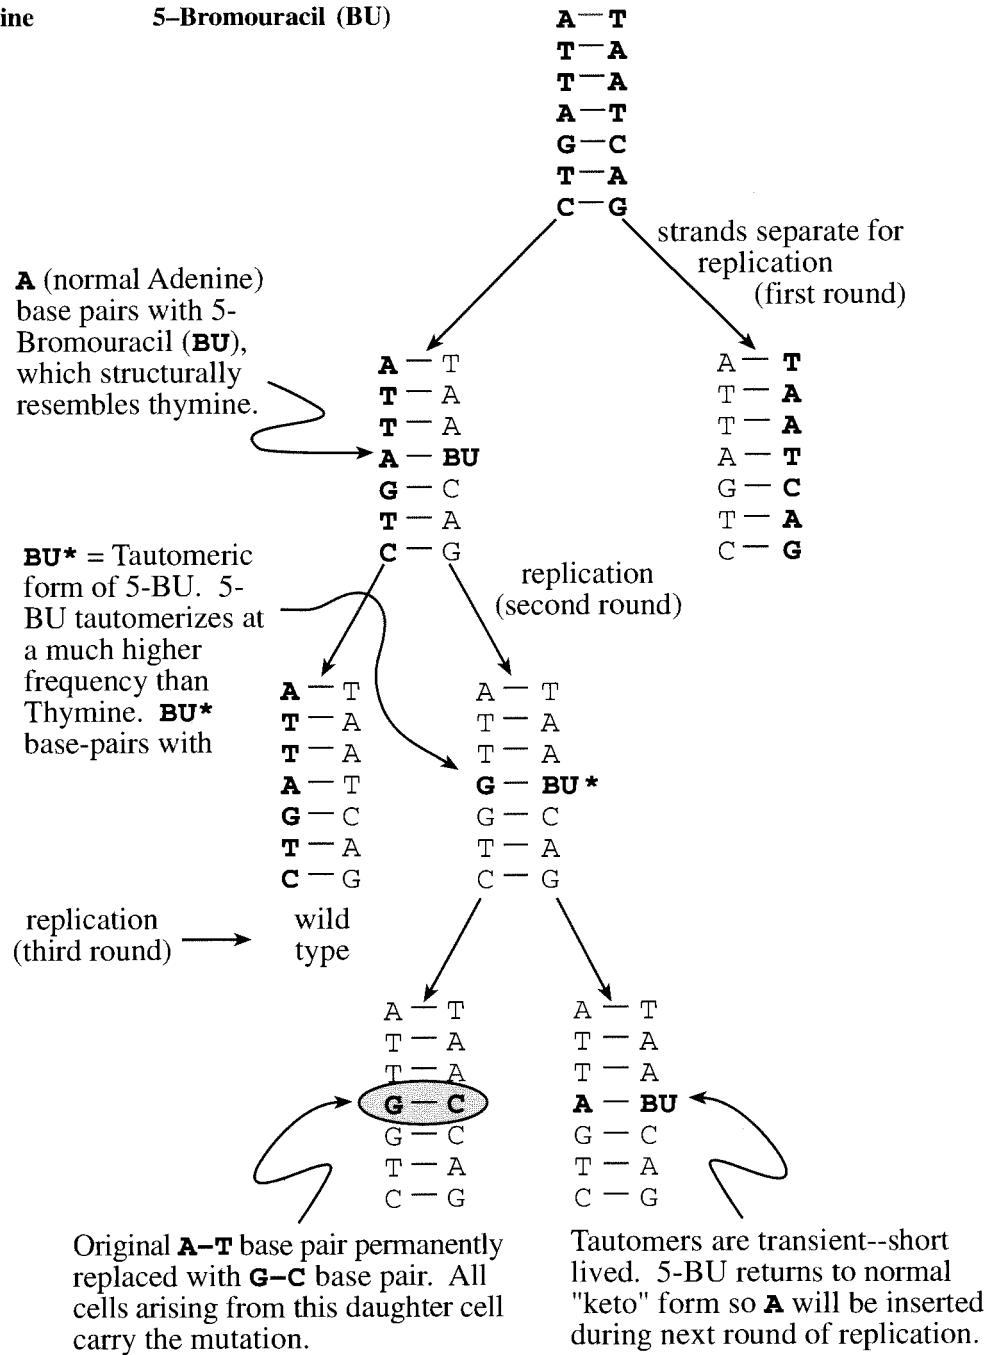 ine 5–Bromouracil (BU)
A — T
T — A
T — A
A — T
G — C
T — A
C — G
strands separate for
replication
(first round)
A (normal Adenine)
base pairs with 5-
Bromouracil (BU),
which structurally
resembles thymine.
A — T
T — A
T — A
A — BU
G — C
T — A
C — G
A — T
T — A
T — A
A — T
G — C
T — A
C — G
BU* = Tautomeric
form of 5-BU. 5-
BU tautomerizes at
a much higher
frequency than
Thymine. BU*
base-pairs with
replication
(second round)
A — T
T — A
T — A
A — T
G — C
T — A
C — G
wild
type
A — T
T — A
T — A
G — BU*
G — C
T — A
C — G
replication
(third round)
A — T
T — A
T — A
G — C
G — C
T — A
C — G
A — T
T — A
T — A
A — BU
G — C
T — A
C — G
Original A–T base pair permanently
replaced with G–C base pair. All
cells arising from this daughter cell
carry the mutation.
Tautomers are transient--short
lived. 5-BU returns to normal
"keto" form so A will be inserted
during next round of replication.